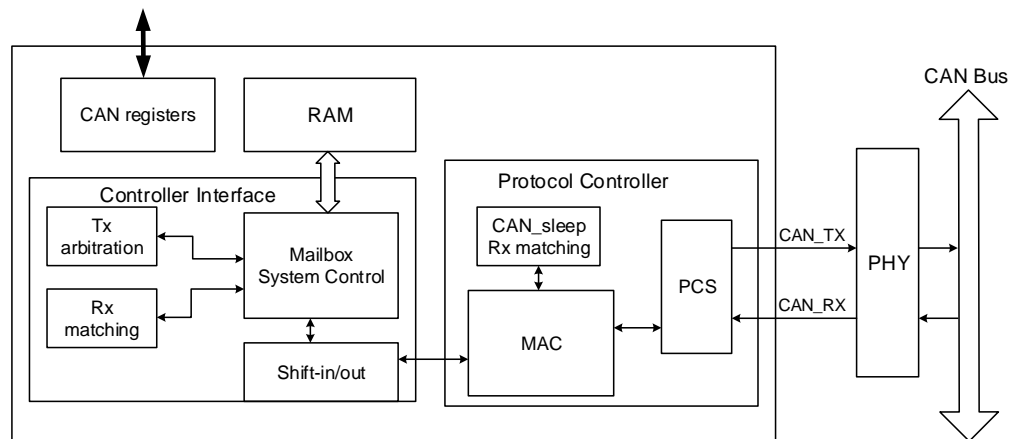 CAN Bus
CAN registers
RAM
Controller Interface
Tx
arbitration
Mailbox
System Control
Rx
matching
Shift-in/out
Protocol Controller
CAN_sleep
Rx matching
MAC
PCS
CAN_TX
CAN_RX
PHY